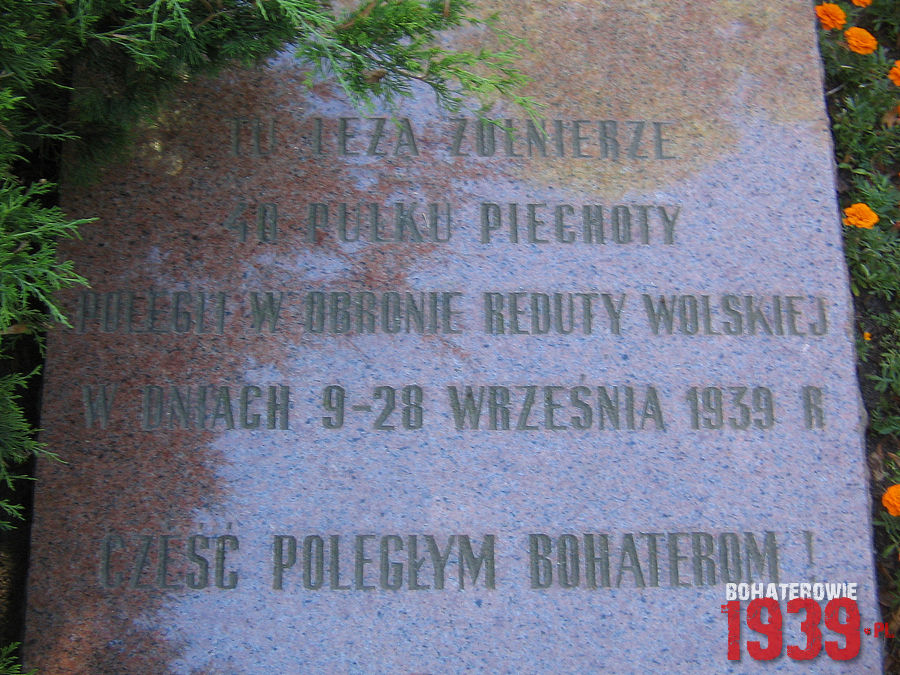 TU LEŻĄ ŻOŁNIERZE
40 PUŁKU PIECHOTY
POLEGLI W OBRONIE REDUTY WOLSKIEJ
W DNIACH 9-28 WRZEŚNIA 1939 R
CZEŚĆ POLEGŁYM BOHATEROM !
BOHATEROWIE
1939.PL